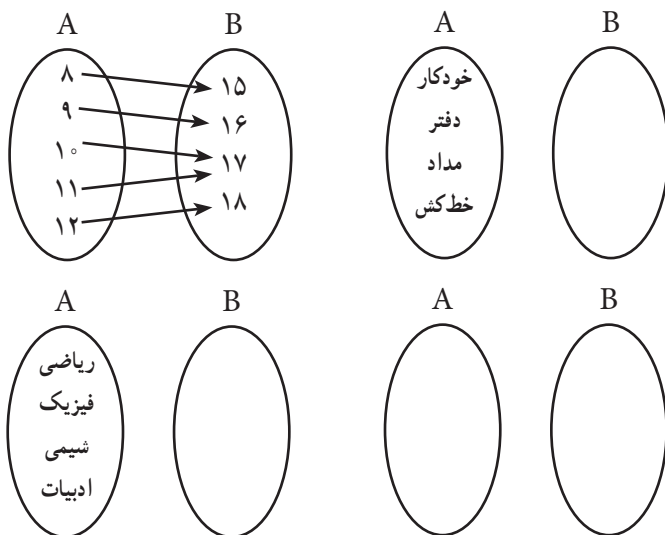 A
B
۸
۹
۱۰
۱۱
۱۲
۱۵
۱۶
۱۷
۱۸
A
B
خودکار
دفتر
مداد
خط‌کش
A
B
ریاضی
فیزیک
شیمی
ادبیات
A
B